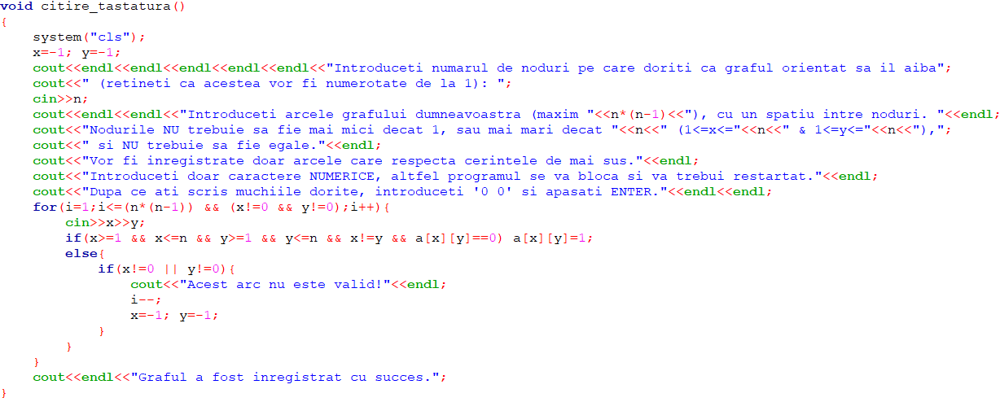 void citire_tastatura()
{
    system("cls");
    x=-1; y=-1;
    cout<<endl<<endl<<endl<<endl<<endl<<"Introduceti numarul de noduri pe care doriti ca graful orientat sa il aiba";
    cout<<" (retineti ca acestea vor fi numerotate de la 1): ";
    cin>>n;
    cout<<endl<<endl<<"Introduceti arcele grafului dumneavoastra (maxim "<<n*(n-1)<<"), cu un spatiu intre noduri. "<<endl;
    cout<<"Nodurile NU trebuie sa fie mai mici decat 1, sau mai mari decat "<<n<<" (1<=x<="<<n<<" & 1<=y<="<<n<<"),";
    cout<<" si NU trebuie sa fie egale."<<endl;
    cout<<"Vor fi inregistrate doar arcele care respecta cerintele de mai sus."<<endl;
    cout<<"Introduceti doar caractere NUMERICE, altfel programul se va bloca si va trebui restartat."<<endl;
    cout<<"Dupa ce ati scris muchiile dorite, introduceti '0 0' si apasati ENTER."<<endl<<endl;
    for(i=1;i<=(n*(n-1)) && (x!=0 && y!=0);i++){
        cin>>x>>y;
        if(x>=1 && x<=n && y>=1 && y<=n && x!=y && a[x][y]==0) a[x][y]=1;
        else{
            if(x!=0 || y!=0){
                cout<<"Acest arc nu este valid!"<<endl;
                i--;
                x=-1; y=-1;
            }
        }
    }
    cout<<endl<<"Graful a fost inregistrat cu succes.";
}